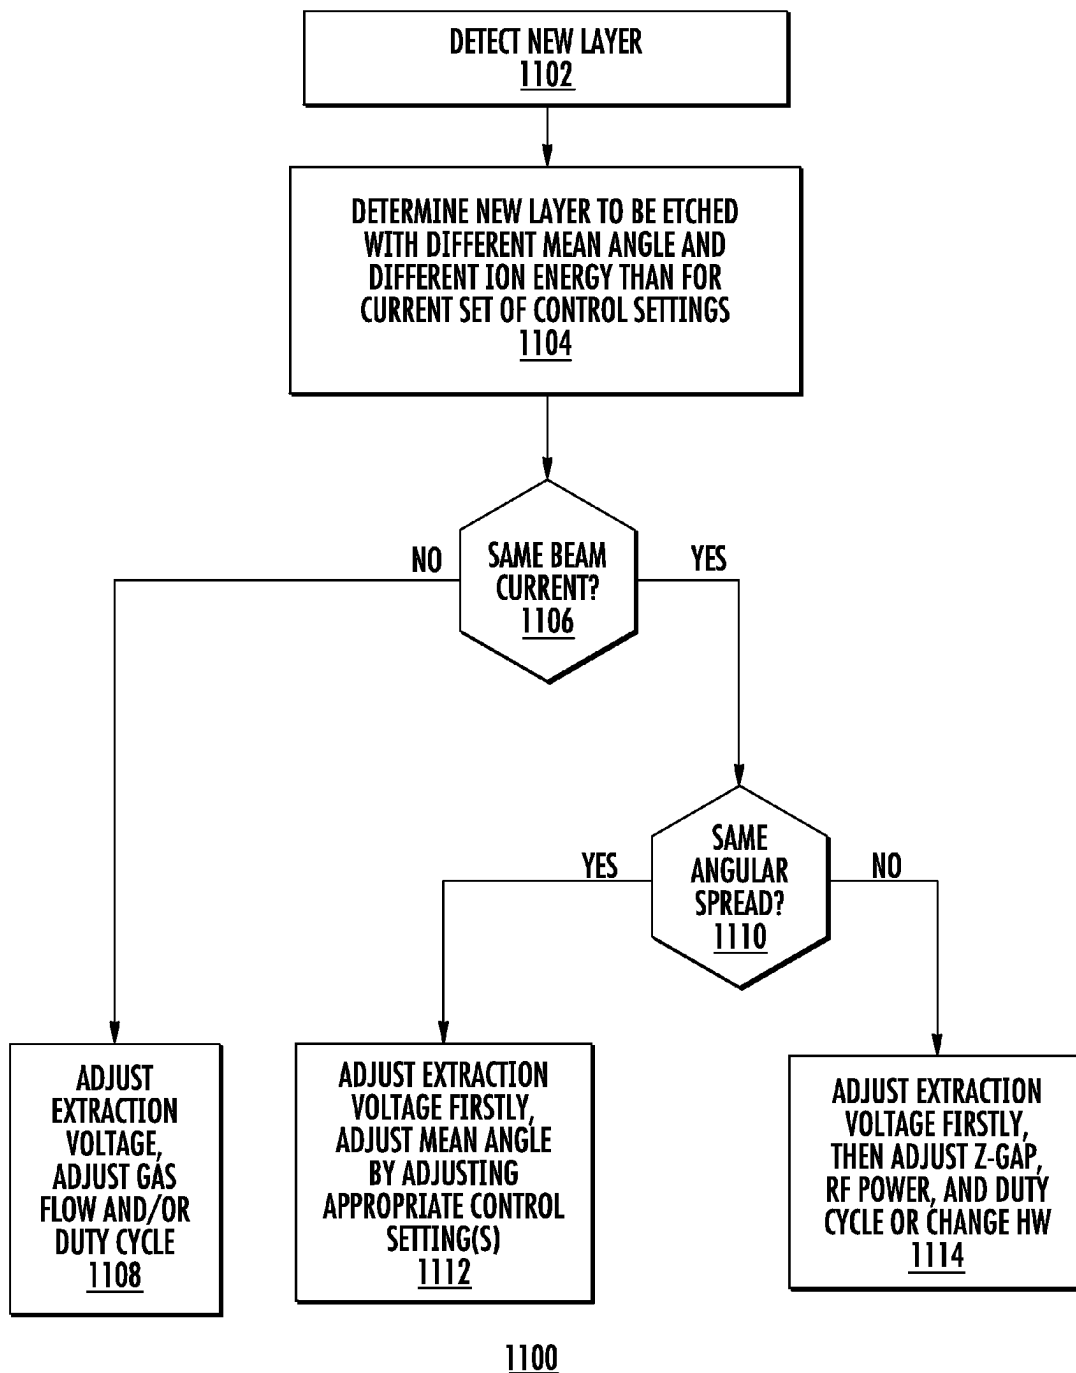 DETECT NEW LAYER
1102
DETERMINE NEW LAYER TO BE ETCHED
WITH DIFFERENT MEAN ANGLE AND
DIFFERENT ION ENERGY THAN FOR
CURRENT SET OF CONTROL SETTINGS
1104
NO
SAME BEAM
CURRENT?
1106
YES
YES
SAME
ANGULAR
SPREAD?
1110
NO
ADJUST
EXTRACTION
VOLTAGE,
ADJUST GAS
FLOW AND/OR
DUTY CYCLE
1108
ADJUST EXTRACTION
VOLTAGE FIRSTLY,
ADJUST MEAN ANGLE
BY ADJUSTING
APPROPRIATE CONTROL
SETTING(S)
1112
ADJUST EXTRACTION
VOLTAGE FIRSTLY,
THEN ADJUST Z-GAP,
RF POWER, AND DUTY
CYCLE OR CHANGE HW
1114
1100